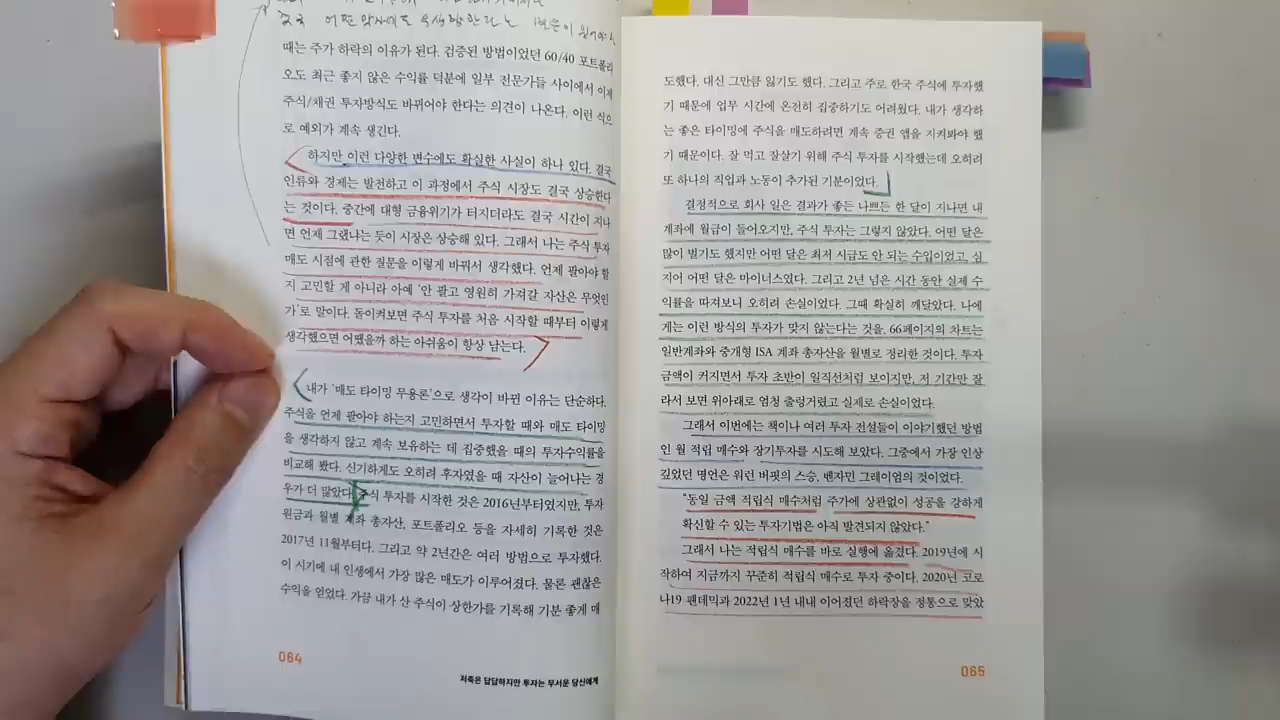 때는 주가 하락의 이유가 된다. 검증된 방법이었던 60/40 포트폴리
오도 최근 좋지 않은 수익률 덕분에 일부 전문가들 사이에서 이제
주식/채권 투자방식도 바뀌어야 한다는 의견이 나온다. 이런 식으
로 예외가 계속 생긴다.
하지만 이런 다양한 변수에도 확실한 사실이 하나 있다. 결국
인류와 경제는 발전하고 이 과정에서 주식 시장도 결국 상승한다
는 것이다. 중간에 대형 금융위기가 터지더라도 결국 시간이 지나
면 언제 그랬냐는 듯이 시장은 상승해 있다. 그래서 나는 주식 투자
매도 시점에 관한 질문을 이렇게 바꿔서 생각했다. 언제 팔아야 할
지 고민할 게 아니라 아예 '안 팔고 영원히 가져갈 자산은 무엇인
가'로 말이다. 돌이켜보면 주식 투자를 처음 시작할 때부터 이렇게
생각했으면 어땠을까 하는 아쉬움이 항상 남는다.
내가 '매도 타이밍 무용론'으로 생각이 바뀐 이유는 단순하다.
주식을 언제 팔아야 하는지 고민하면서 투자할 때와 매도 타이밍
을 생각하지 않고 계속 보유하는 데 집중했을 때의 투자수익률을
비교해 봤다. 신기하게도 오히려 후자였을 때 자산이 늘어나는 경
우가 더 많았다. 주식 투자를 시작한 것은 2016년부터였지만, 투자
원금과 월별 계좌 총자산, 포트폴리오 등을 자세히 기록한 것은
2017년 11월부터다. 그리고 약 2년간은 여러 방법으로 투자했다.
이 시기에 내 인생에서 가장 많은 매도가 이루어졌다. 물론 괜찮은
수익을 얻었다. 가끔 내가 산 주식이 상한가를 기록해 기분 좋게 매
064
저축은 답답하지만 투자는 무서운 당신에게
도했다. 대신 그만큼 잃기도 했다. 그리고 주로 한국 주식에 투자했
기 때문에 업무 시간에 온전히 집중하기도 어려웠다. 내가 생각하
는 좋은 타이밍에 주식을 매도하려면 계속 증권 앱을 지켜봐야 했
기 때문이다. 잘 먹고 잘살기 위해 주식 투자를 시작했는데 오히려
또 하나의 직업과 노동이 추가된 기분이었다.
결정적으로 회사 일은 결과가 좋든 나쁘든 한 달이 지나면 내
계좌에 월급이 들어오지만, 주식 투자는 그렇지 않았다. 어떤 달은
많이 벌기도 했지만 어떤 달은 최저 시급도 안 되는 수입이었고, 심
지어 어떤 달은 마이너스였다. 그리고 2년 넘은 시간 동안 실제 수
익률을 따져보니 오히려 손실이었다. 그때 확실히 깨달았다. 나에
게는 이런 방식의 투자가 맞지 않는다는 것을. 66페이지의 차트는
일반계좌와 중개형 ISA 계좌 총자산을 월별로 정리한 것이다. 투자
금액이 커지면서 투자 초반이 일직선처럼 보이지만, 저 기간만 잘
라서 보면 위아래로 엄청 출렁거렸고 실제로 손실이었다.
그래서 이번에는 책이나 여러 투자 전설들이 이야기했던 방법
인 월 적립 매수와 장기투자를 시도해 보았다. 그중에서 가장 인상
깊었던 명언은 워런 버핏의 스승, 벤자민 그레이엄의 것이었다.
"동일 금액 적립식 매수처럼 주가에 상관없이 성공을 강하게
확신할 수 있는 투자기법은 아직 발견되지 않았다."
그래서 나는 적립식 매수를 바로 실행에 옮겼다. 2019년에 시
작하여 지금까지 꾸준히 적립식 매수로 투자 중이다. 2020년 코로
나19 팬데믹과 2022년 1년 내내 이어졌던 하락장을 정통으로 맞았
065